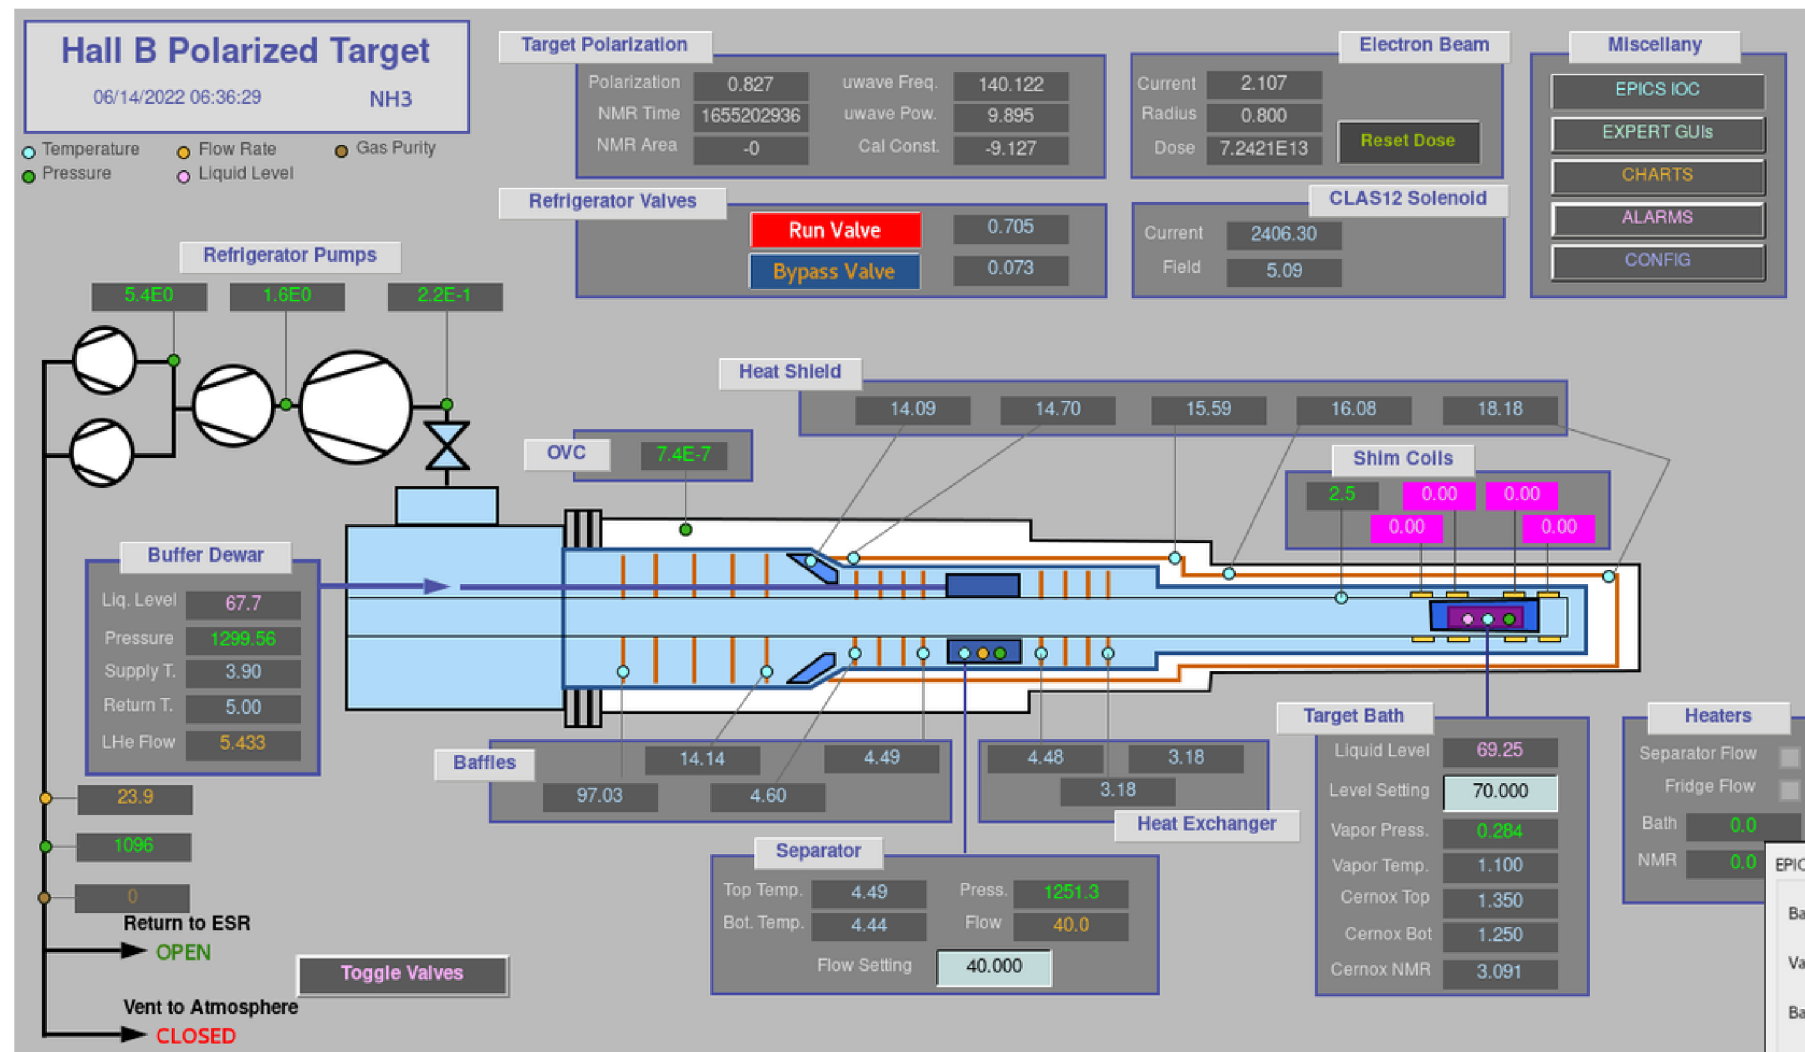 Hall B Polarized Target
06/14/2022 06:36:29 NH3
Temperature Flow Rate Gas Purity
Pressure Liquid Level
Target Polarization
Polarization 0.827 uwave Freq. 140.122
NMR Time 1655202936 uwave Pow. 9.895
NMR Area -0 Cal Const. -9.127
Electron Beam
Current 2.107
Radius 0.800
Dose 7.2421E13
Reset Dose
Miscellany
EPICS IOC
EXPERT GUIs
CHARTS
ALARMS
CONFIG
Refrigerator Valves
Run Valve 0.705
Bypass Valve 0.073
CLAS12 Solenoid
Current 2406.30
Field 5.09
Refrigerator Pumps
5.4E0 1.6E0 2.2E-1
Heat Shield
14.09 14.70 15.59 16.08 18.18
OVC 7.4E-7
Shim Coils
2.5 0.00 0.00
0.00 0.00
Buffer Dewar
Liq. Level 67.7
Pressure 1299.56
Supply T. 3.90
Return T. 5.00
LHe Flow 5.433
23.9
1096
0
Return to ESR
OPEN
Vent to Atmosphere
CLOSED
Toggle Valves
Baffles
14.14 4.49
97.03 4.60
4.48 3.18
3.18
Heat Exchanger
Separator
Top Temp. 4.49 Press. 1251.3
Bot. Temp. 4.44 Flow 40.0
Flow Setting 40.000
Target Bath
Liquid Level 69.25
Level Setting 70.000
Vapor Press. 0.284
Vapor Temp. 1.100
Cernox Top 1.350
Cernox Bot 1.250
Cernox NMR 3.091
Heaters
Separator Flow
Fridge Flow
Bath 0.0
NMR 0.0
EPIC
Ba
Va
Ba